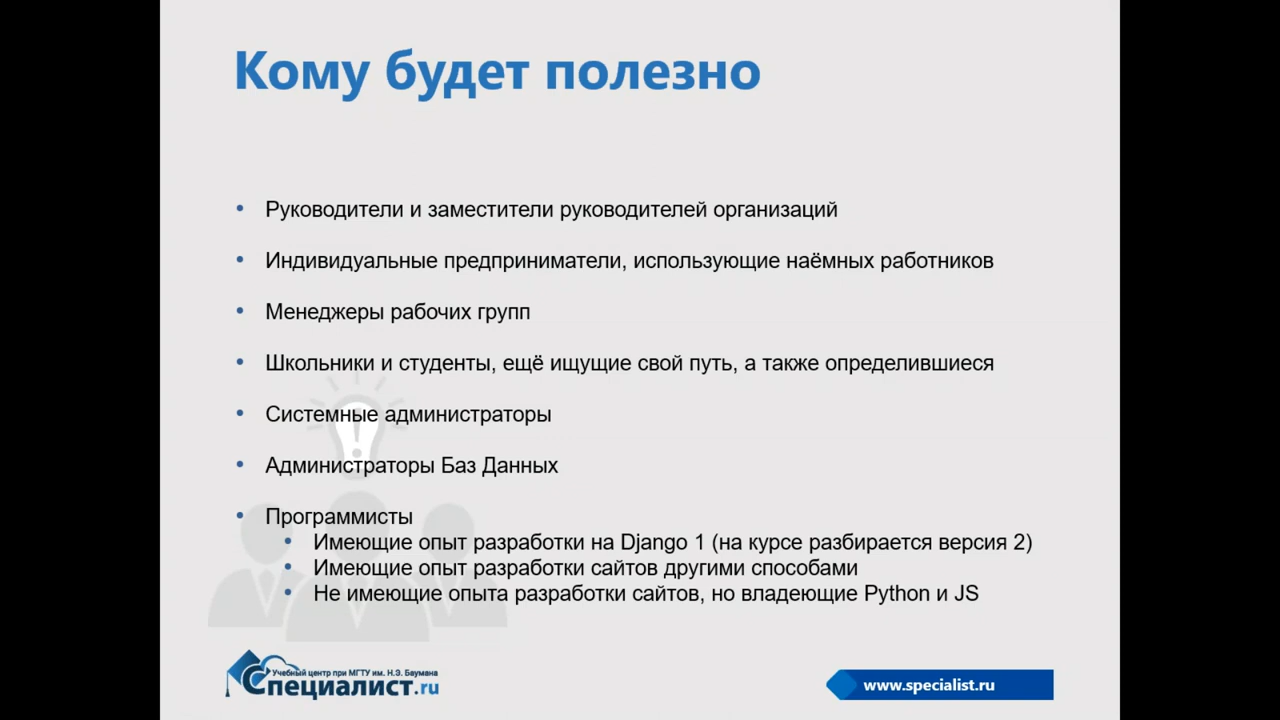 Кому будет полезно
• Руководители и заместители руководителей организаций
• Индивидуальные предприниматели, использующие наёмных работников
• Менеджеры рабочих групп
• Школьники и студенты, ещё ищущие свой путь, а также определившиеся
• Системные администраторы
• Администраторы Баз Данных
• Программисты
• Имеющие опыт разработки на Django 1 (на курсе разбирается версия 2)
• Имеющие опыт разработки сайтов другими способами
• Не имеющие опыта разработки сайтов, но владеющие Python и JS
Учебный центр при МГТУ им. Н.Э. Баумана
Специалист.ru
www.specialist.ru